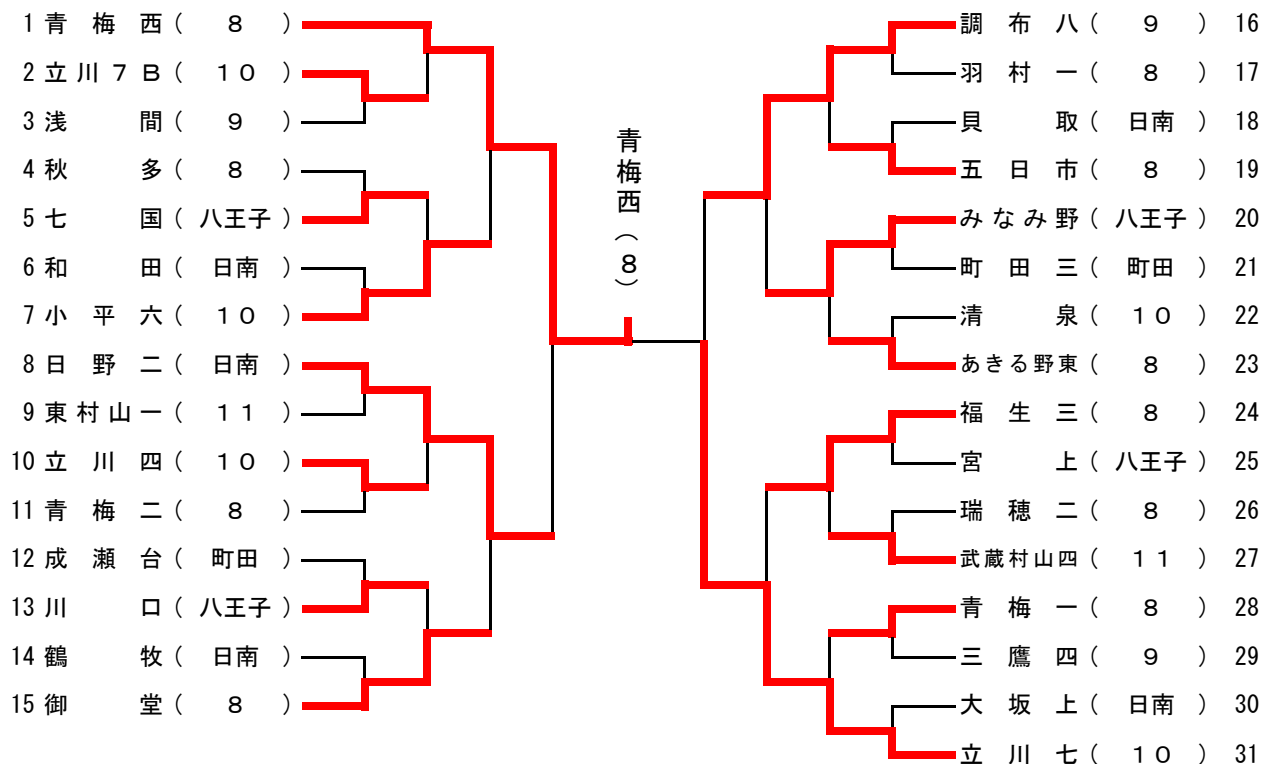 1 青梅西（ 8 ）
2 立川７Ｂ（ 10 ）
3 浅間（ 9 ）
4 秋多（ 8 ）
5 七国（ 八王子 ）
6 和田（ 日南 ）
7 小平六（ 10 ）
8 日野二（ 日南 ）
9 東村山一（ 11 ）
10 立川四（ 10 ）
11 青梅二（ 8 ）
12 成瀬台（ 町田 ）
13 川口（ 八王子 ）
14 鶴牧（ 日南 ）
15 御堂（ 8 ）
青梅西（8）
調布八（ 9 ） 16
羽村一（ 8 ） 17
貝取（ 日南 ） 18
五日市（ 8 ） 19
みなみ野（ 八王子 ） 20
町田三（ 町田 ） 21
清泉（ 10 ） 22
あきる野東（ 8 ） 23
福生三（ 8 ） 24
宮上（ 八王子 ） 25
瑞穂二（ 8 ） 26
武蔵村山四（ 11 ） 27
青梅一（ 8 ） 28
三鷹四（ 9 ） 29
大坂上（ 日南 ） 30
立川七（ 10 ） 31